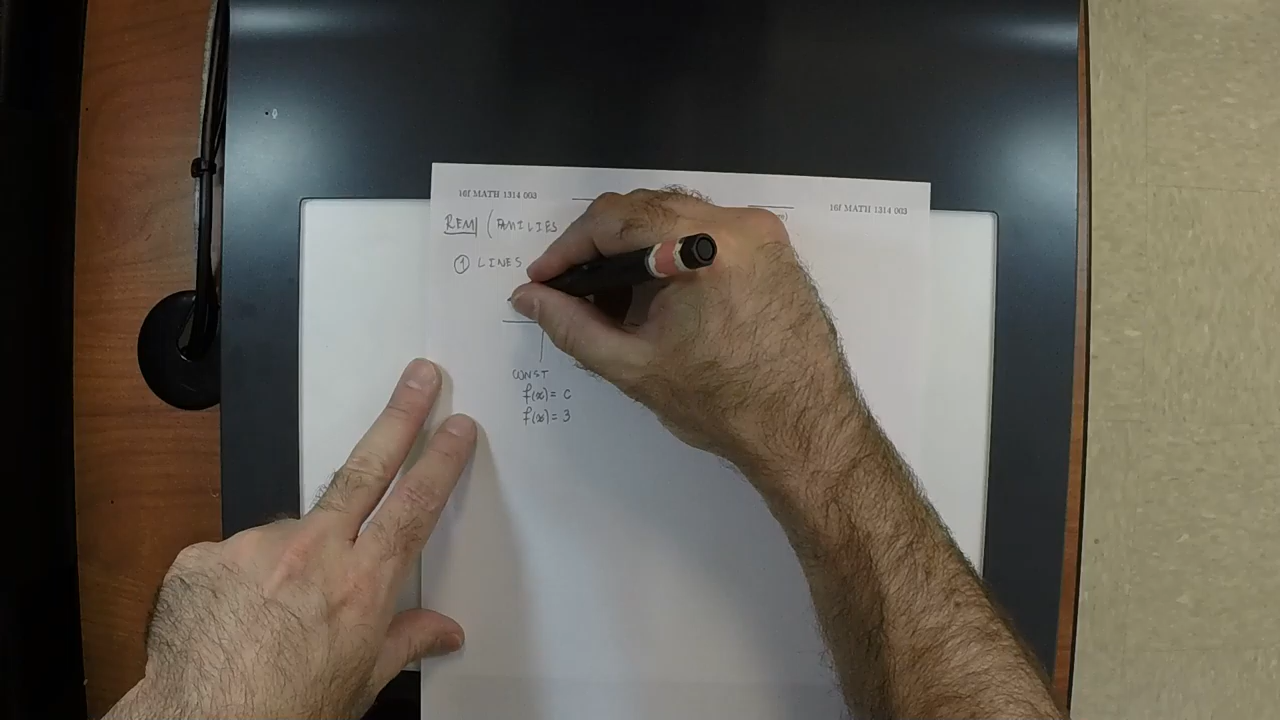 16f MATH 1314 003
16f MATH 1314 003
REM (FAMILIES
① LINES
CONST
f(x) = C
f(x) = 3